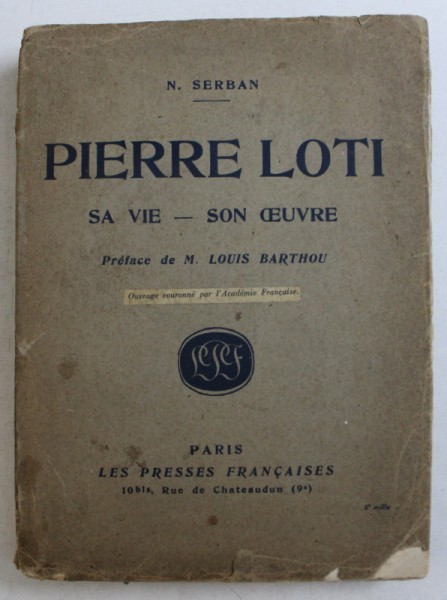 N. SERBAN
PIERRE LOTI
SA VIE — SON ŒUVRE
Préface de M. LOUIS BARTHOU
Ouvrage couronné par l'Académie Française.
LPF
PARIS
LES PRESSES FRANÇAISES
10bis, Rue de Chateaudun (9e)
mille